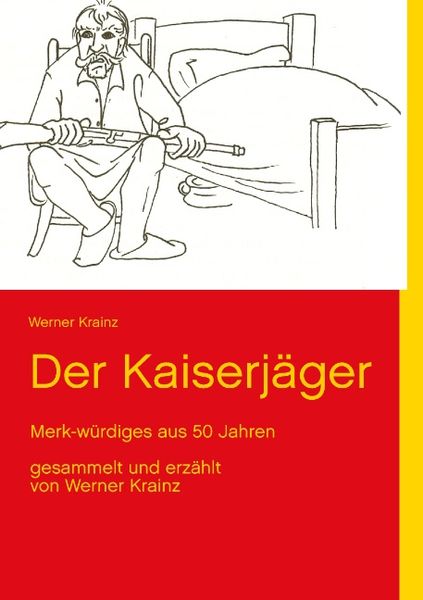 Werner Krainz
Der Kaiserjäger
Merk-würdiges aus 50 Jahren
gesammelt und erzählt
von Werner Krainz